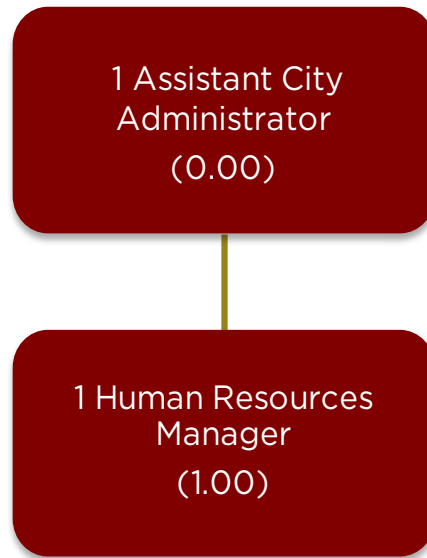 1 Assistant City
Administrator
(0.00)
1 Human Resources
Manager
(1.00)